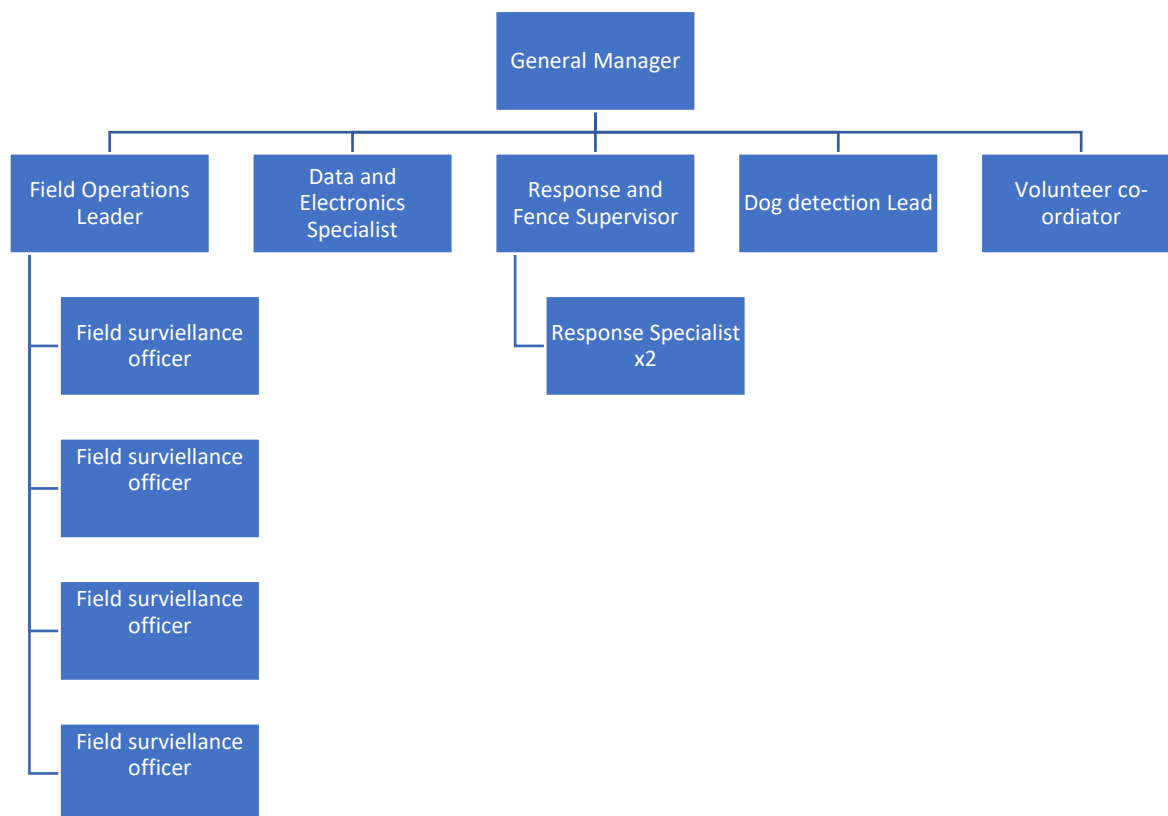 General Manager
Field Operations
Leader
Data and
Electronics
Specialist
Response and
Fence Supervisor
Dog detection Lead
Volunteer co-
ordiator
Field surviellance
officer
Response Specialist
x2
Field surviellance
officer
Field surviellance
officer
Field surviellance
officer